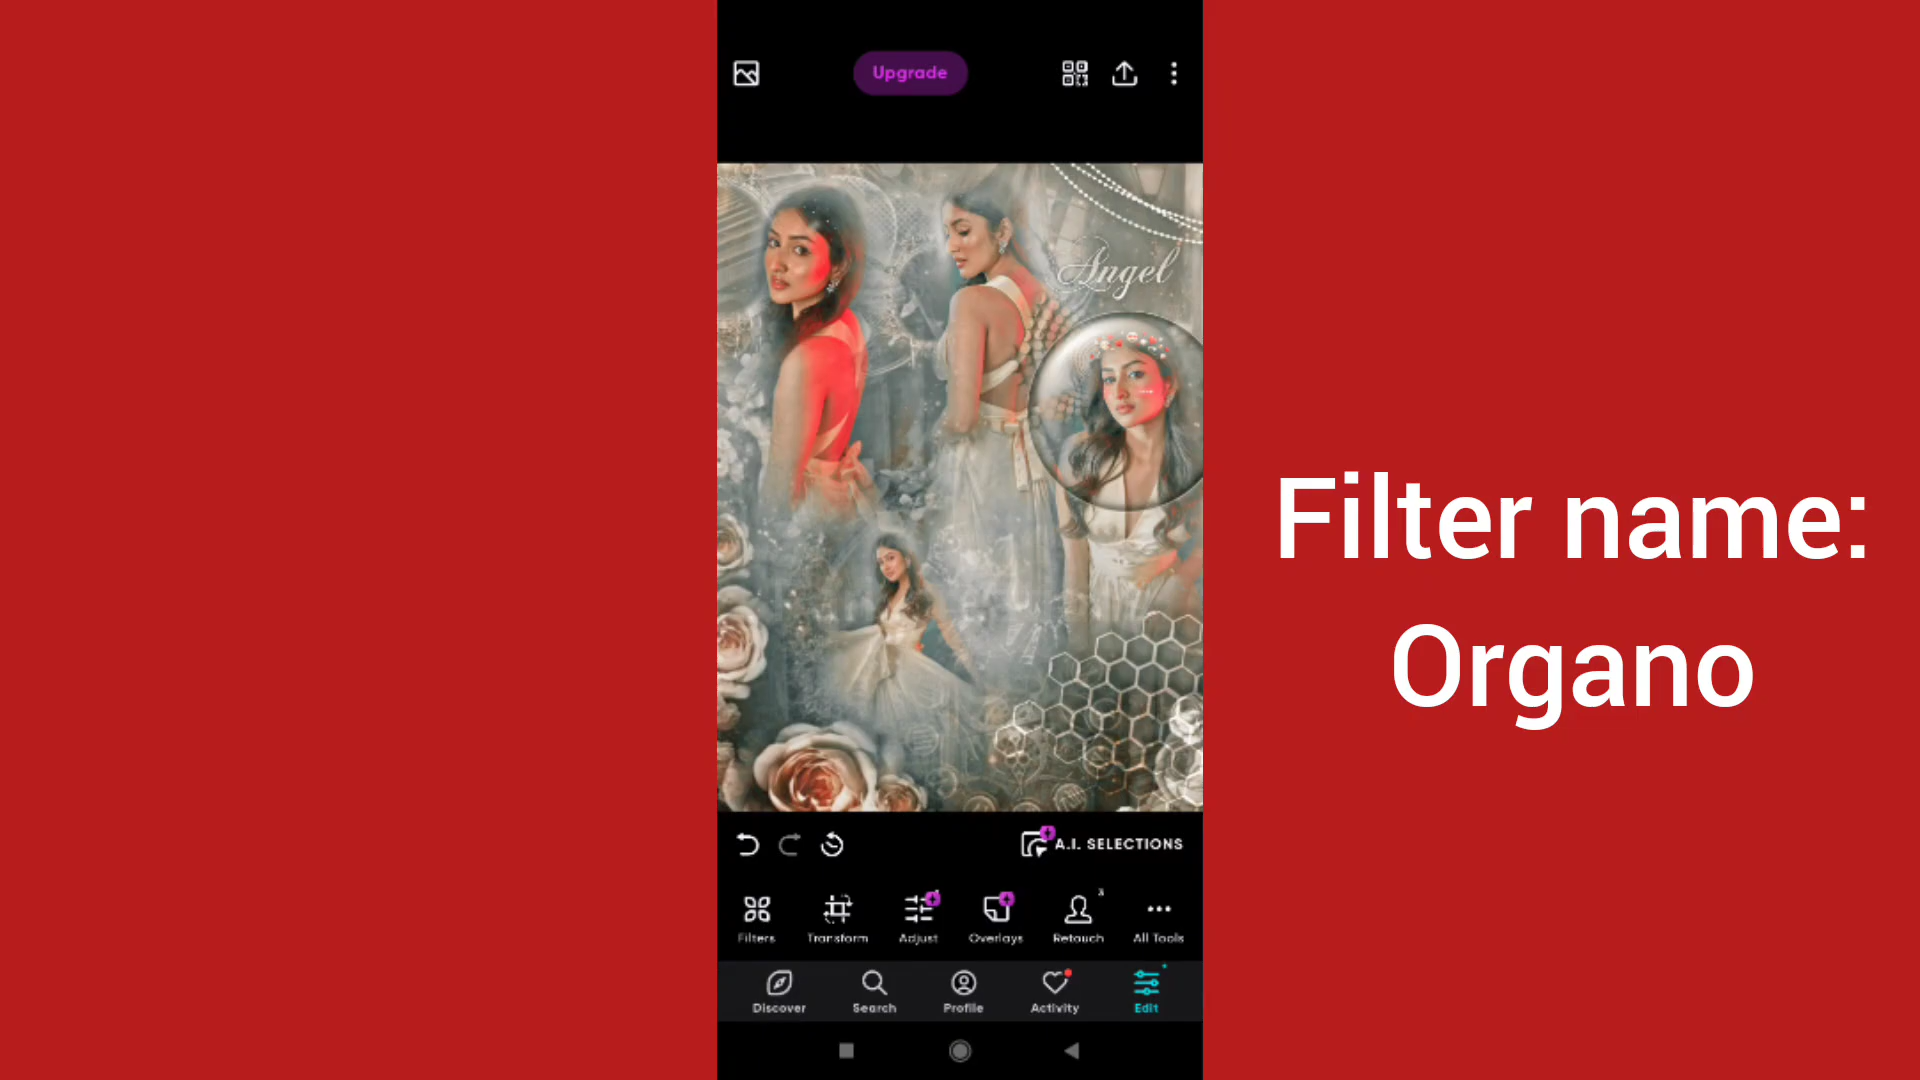 Upgrade
Angel
Filter name:
Organo
A.I. SELECTIONS
Filters Transform Adjust Overlays Retouch All Tools
Discover Search Profile Activity Edit